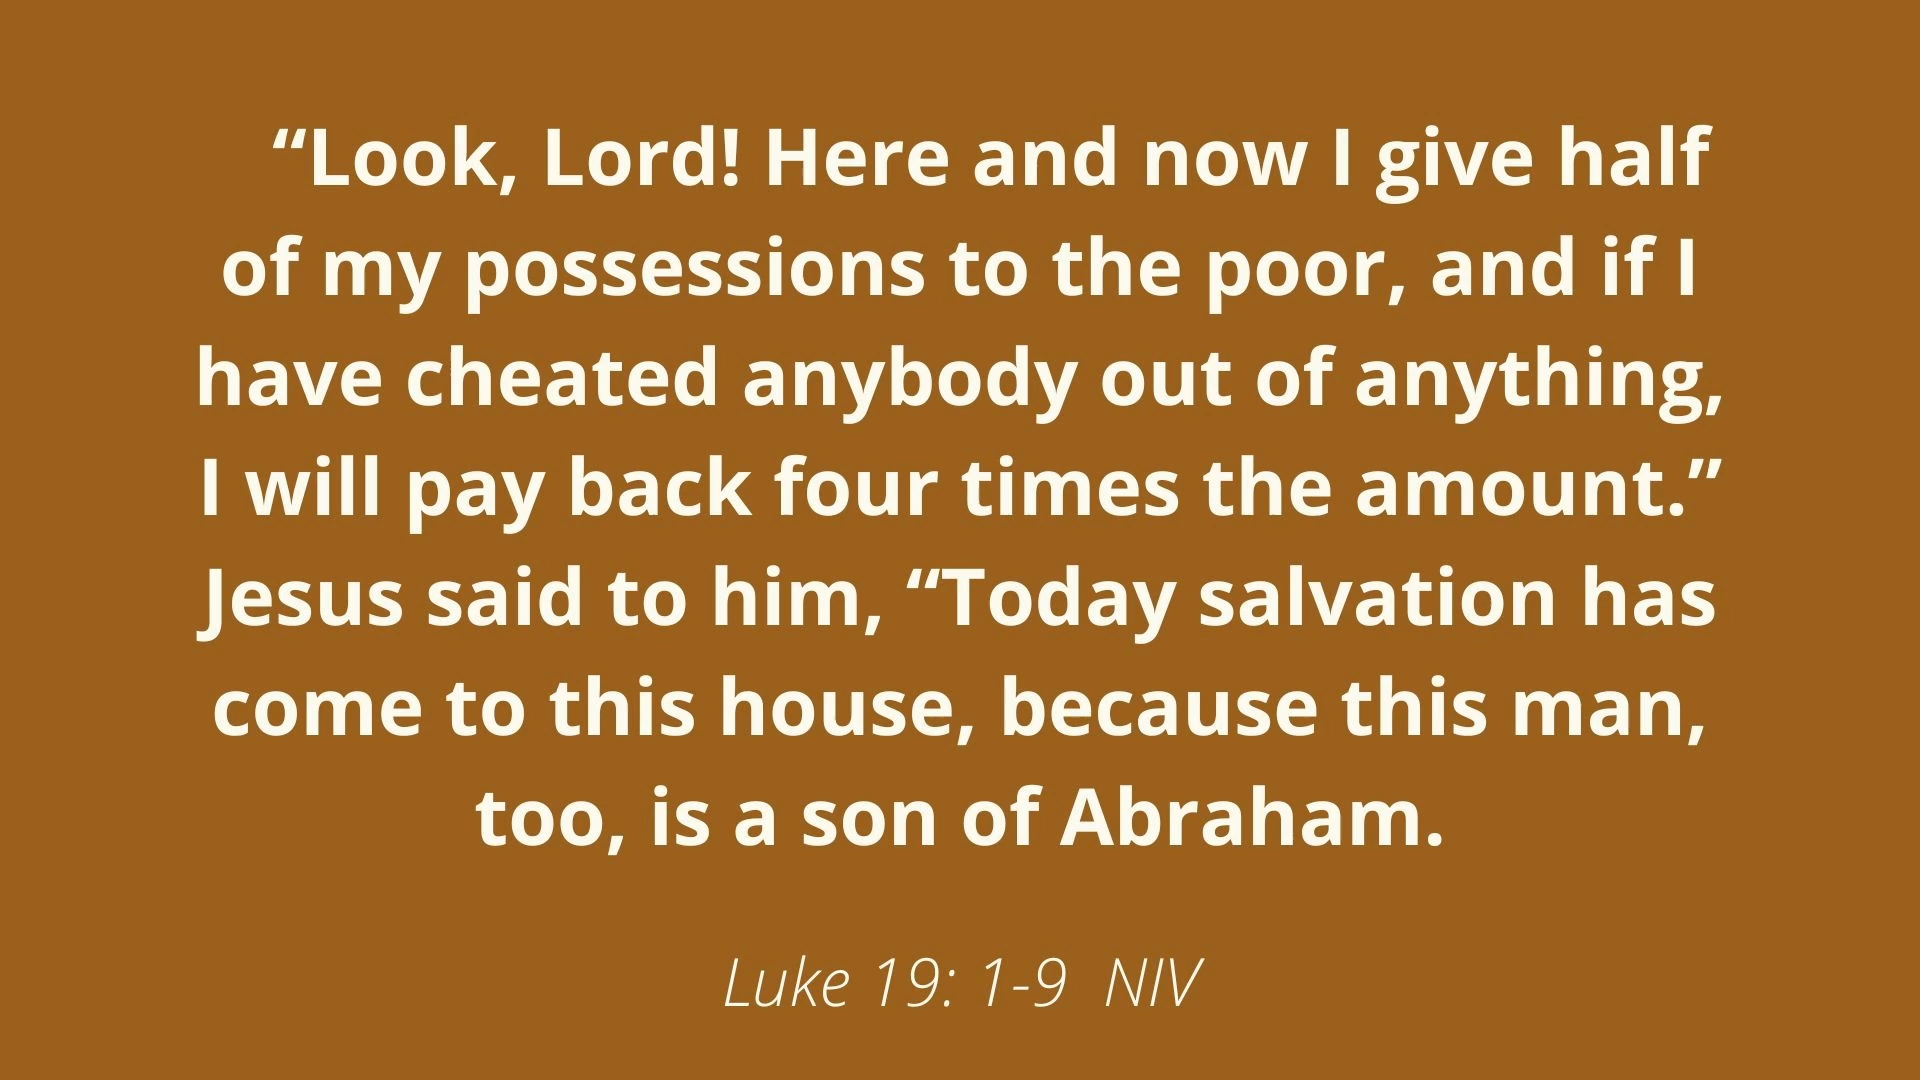 “Look, Lord! Here and now I give half
of my possessions to the poor, and if I
have cheated anybody out of anything,
I will pay back four times the amount.”
Jesus said to him, “Today salvation has
come to this house, because this man,
too, is a son of Abraham.
Luke 19: 1-9  NIV